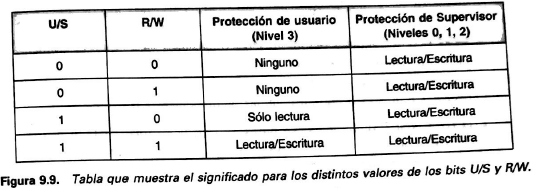 U/S R/W Protección de usuario Protección de Supervisor
(Nivel 3) (Niveles 0, 1, 2)
0 0 Ninguno Lectura/Escritura
0 1 Ninguno Lectura/Escritura
1 0 Sólo lectura Lectura/Escritura
1 1 Lectura/Escritura Lectura/Escritura
Figura 9.9. Tabla que muestra el significado para los distintos valores de los bits U/S y R/W.